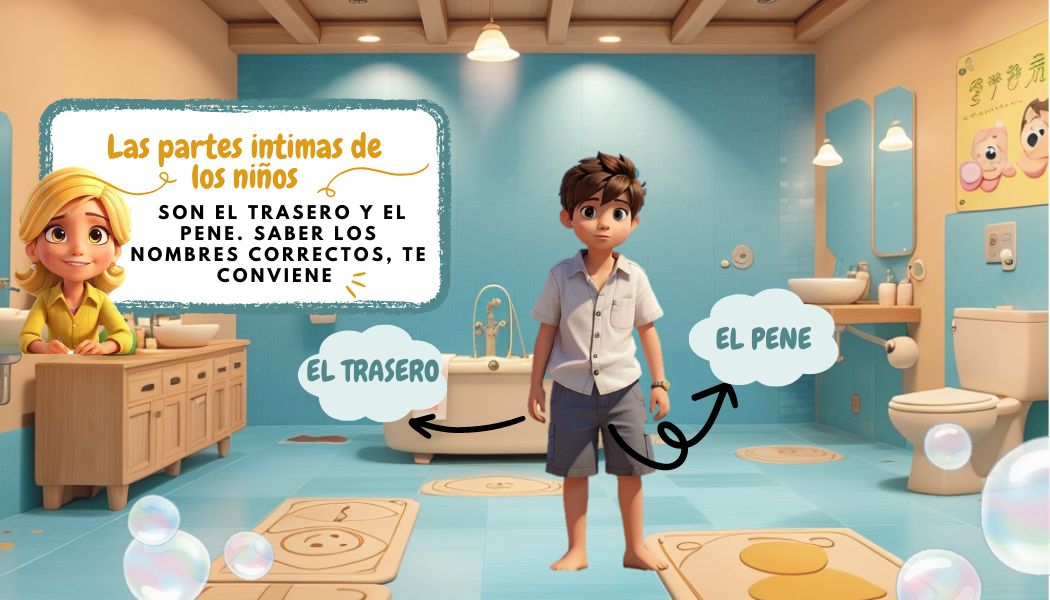 Las partes intimas de
los niños
SON EL TRASERO Y EL
PENE. SABER LOS
NOMBRES CORRECTOS, TE
CONVIENE
EL TRASERO
EL PENE